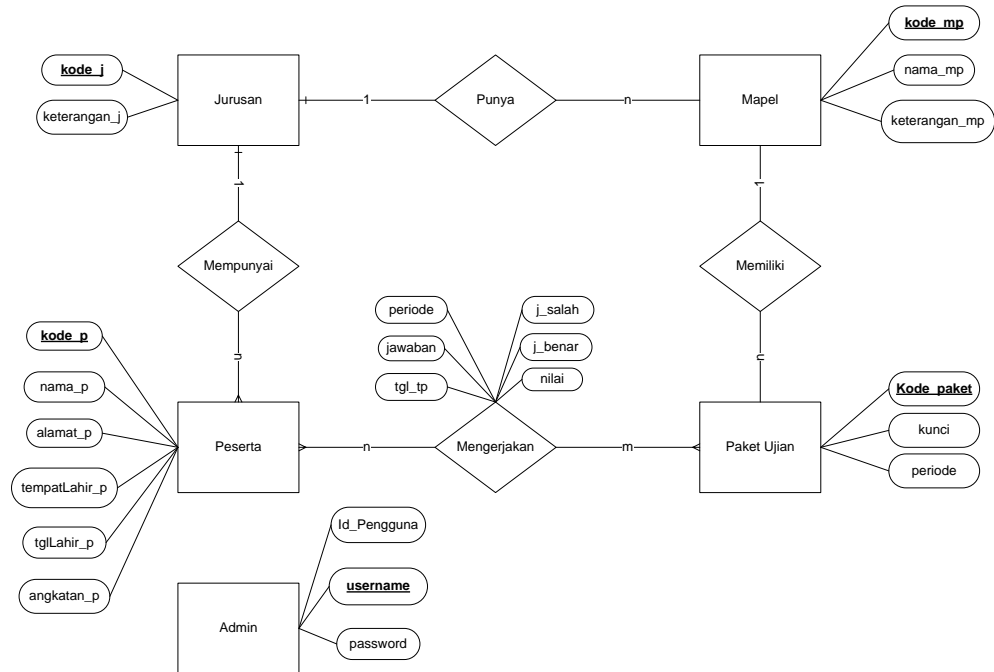 kode_mp
kode_j
Jurusan
1
Punya
n
Mapel
nama_mp
keterangan_j
keterangan_mp
1
1
Mempunyai
Memiliki
periode
j_salah
kode_p
jawaban
j_benar
n
n
tgl_tp
nilai
nama_p
Kode_paket
alamat_p
Peserta
n
Mengerjakan
m
Paket Ujian
kunci
periode
tempatLahir_p
Id_Pengguna
tglLahir_p
username
angkatan_p
Admin
password